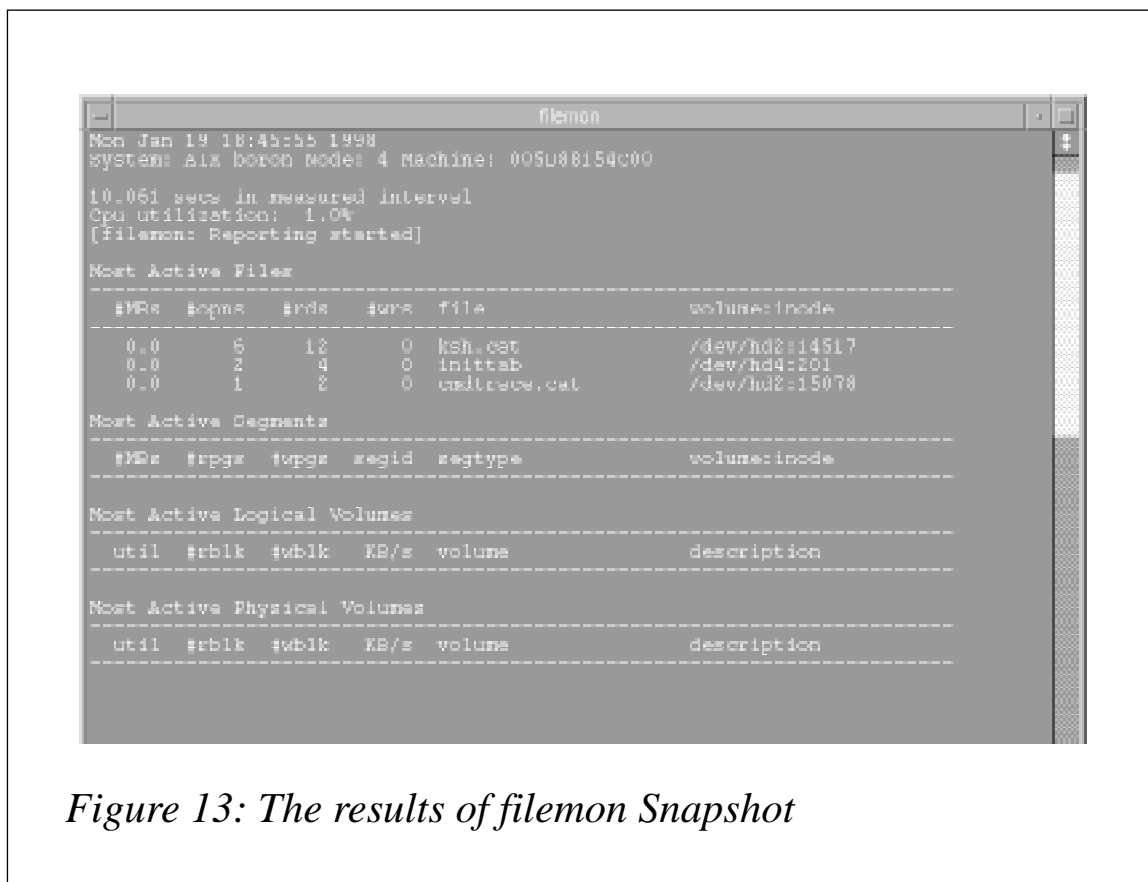 filemon
Mon Jan 19 16:45:55 1998
System: AIX boron Node: 4 Machine:
10.061 secs in measured interval
Cpu utilization: 1.0%
[filemon: Reporting started]
Most Active Files
#MBs #opns #rds #wrs file volume:inode
0.0 6 12 0 ksh.cat /dev/hd2:14517
0.0 2 4 0 inittab /dev/hd4:201
0.0 1 2 0 cmdtrace.cat /dev/hd2:15078
Most Active Segments
#MBs #rpgs #wpgs segid segtype volume:inode
Most Active Logical Volumes
util #rblk #wblk KB/s volume description
Most Active Physical Volumes
util #rblk #wblk KB/s volume description
Figure 13: The results of filemon Snapshot